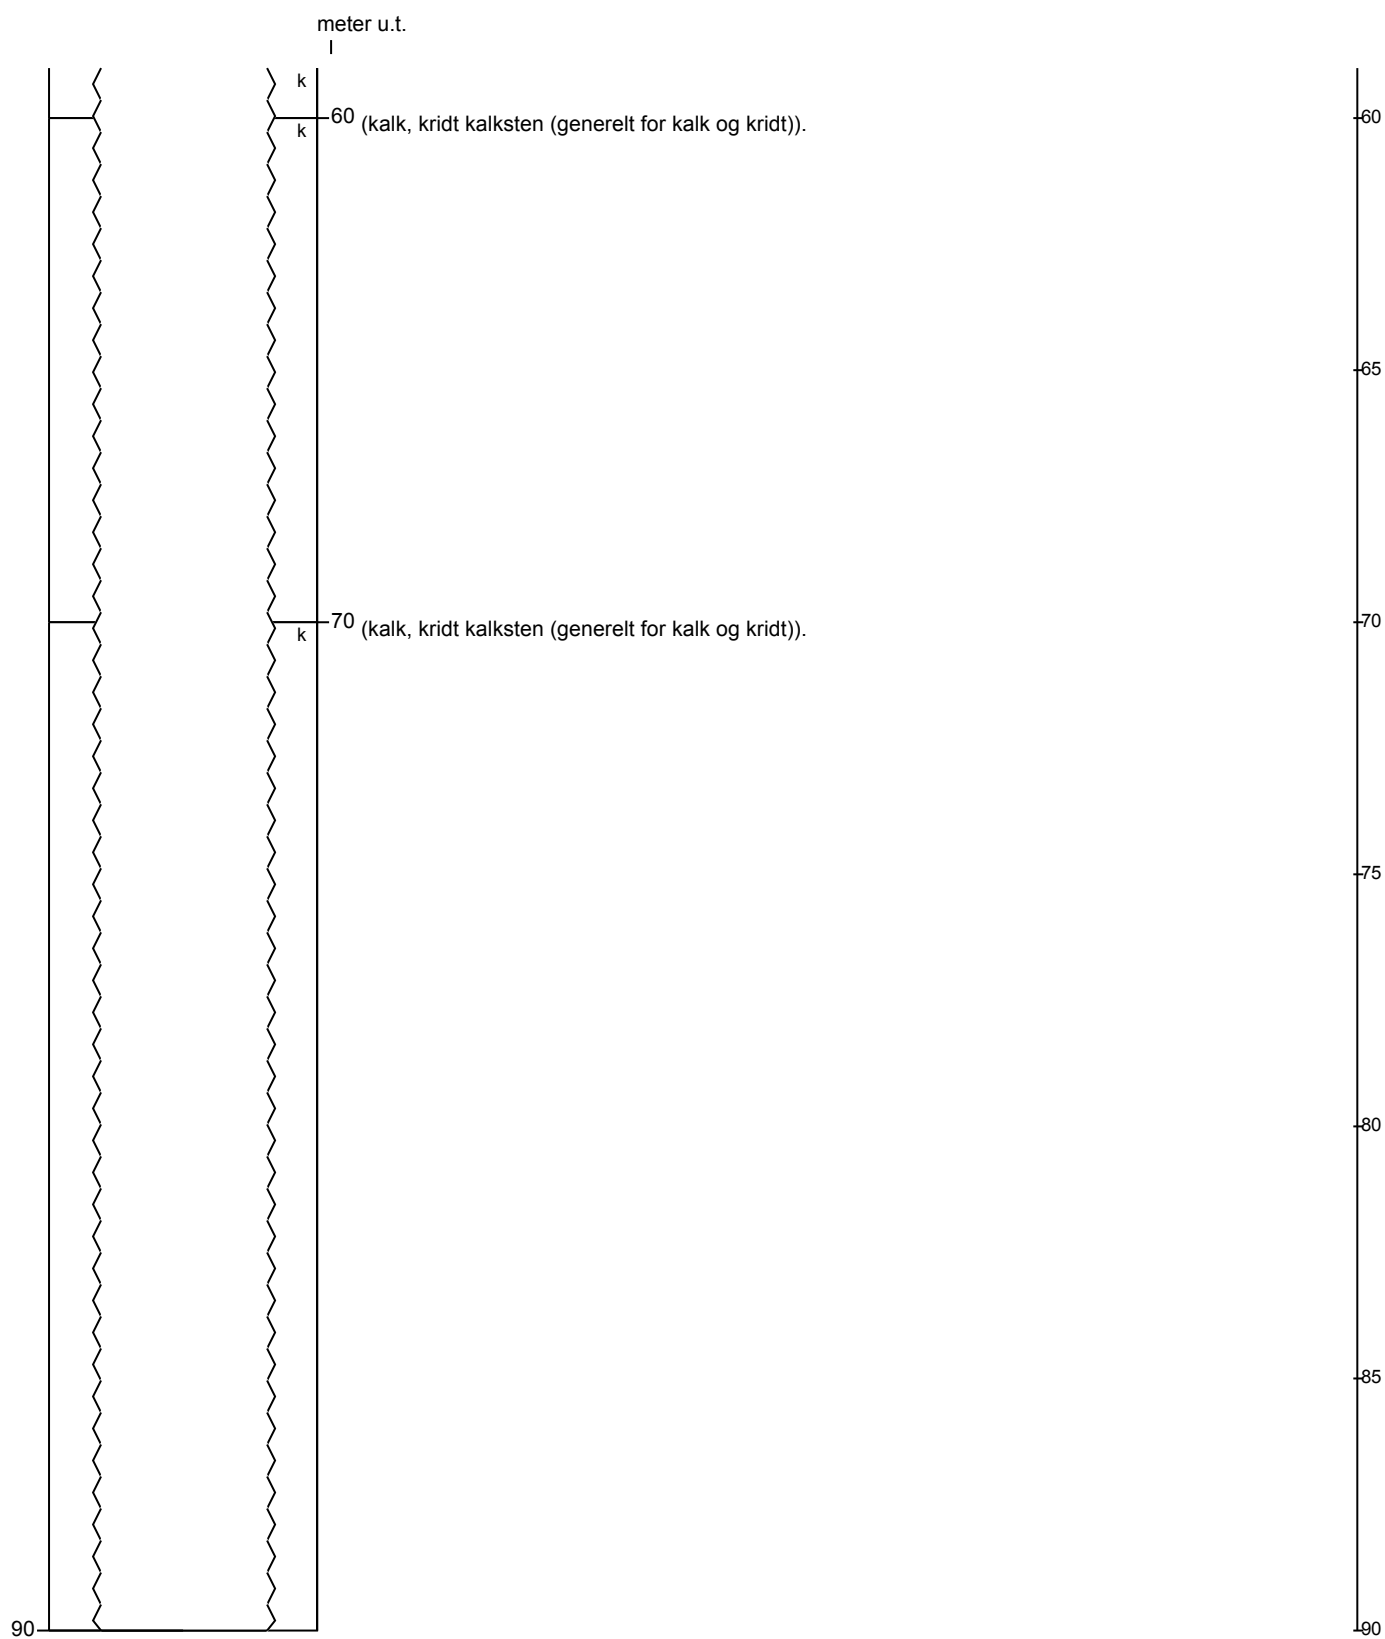 meter u.t.
k
60 (kalk, kridt kalksten (generelt for kalk og kridt)).
60
k
65
70 (kalk, kridt kalksten (generelt for kalk og kridt)).
70
k
75
80
85
90
90